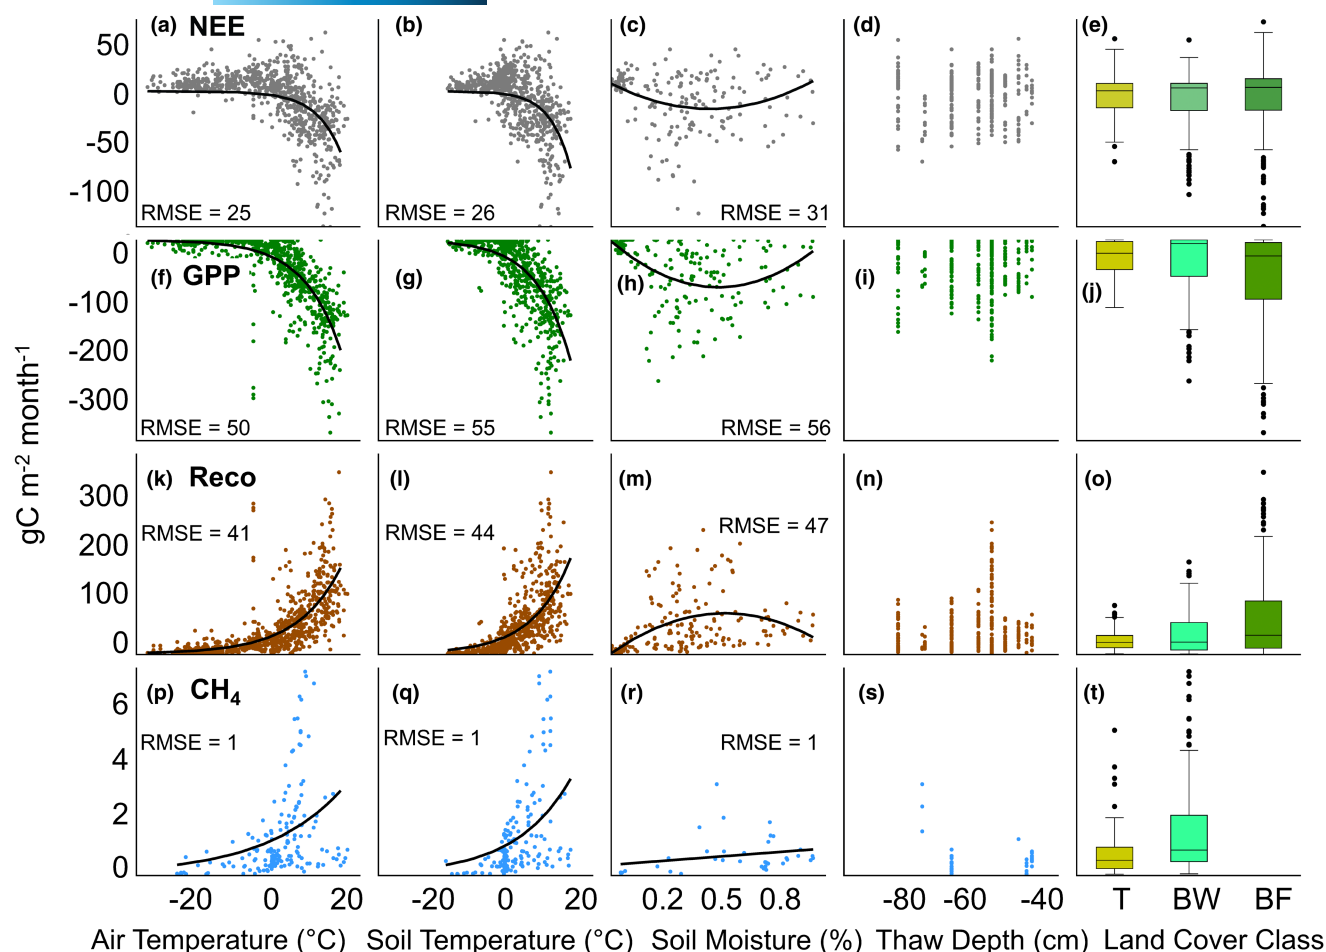 (a) NEE (b) (c) (d) (e)
50
0
-50
-100
RMSE = 25 RMSE = 26 RMSE = 31
0
(f) GPP (g) (h) (i) (j)
-100
-200
-300
RMSE = 50 RMSE = 55 RMSE = 56
gC m-2 month-1
(k) Reco (l) (m) (n) (o)
300
RMSE = 41 RMSE = 44 RMSE = 47
200
100
0
(p) CH4 (q) (r) (s) (t)
6
RMSE = 1 RMSE = 1 RMSE = 1
4
2
0
-20 0 20 -20 0 20 0.2 0.5 0.8 -80 -60 -40 T BW BF
Air Temperature (°C) Soil Temperature (°C) Soil Moisture (%) Thaw Depth (cm) Land Cover Class